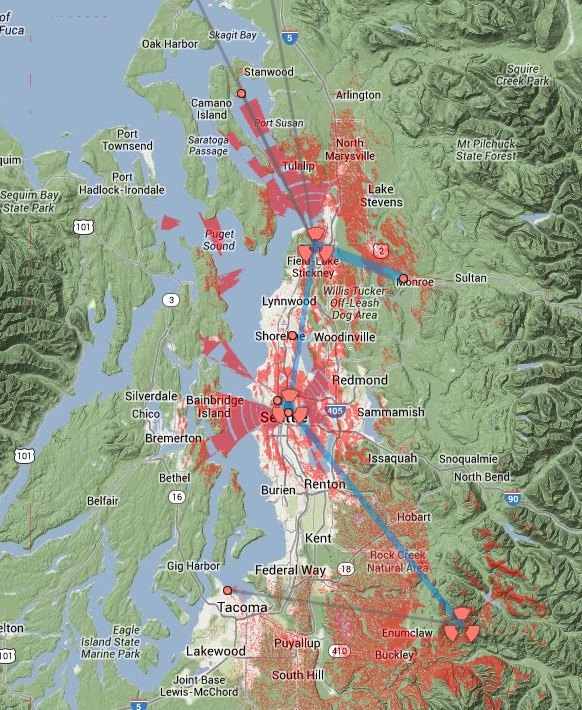 of
Fuca
Skagit Bay
Oak Harbor
5
Stanwood
Squire
Creek Park
Camano
Island
Arlington
Port Susan
Port
Townsend
Saratoga
Passage
North
Marysville
Mt Pilchuck
State Forest
quim
Tulalip
Port
Hadlock-Irondale
Lake
Stevens
Sequim Bay
State Park
101
Puget
Sound
2
Field-Lake
Stickney
Monroe
Sultan
Willis Tucker
Off-Leash
Dog Area
3
Lynnwood
Shoreline
Woodinville
Redmond
Silverdale
Bainbridge
Island
Chico
Seattle
405
Sammamish
Bremerton
101
Issaquah
Snoqualmie
Bethel
North Bend
Renton
Burien
16
90
Belfair
Hobart
Kent
Rock Creek
Natural Area
Gig Harbor
Federal Way
18
Tacoma
elton
Eagle
Island State
Marine Park
Enumclaw
Puyallup
410
101
Lakewood
Buckley
South Hill
Joint Base
Lewis-McChord
5